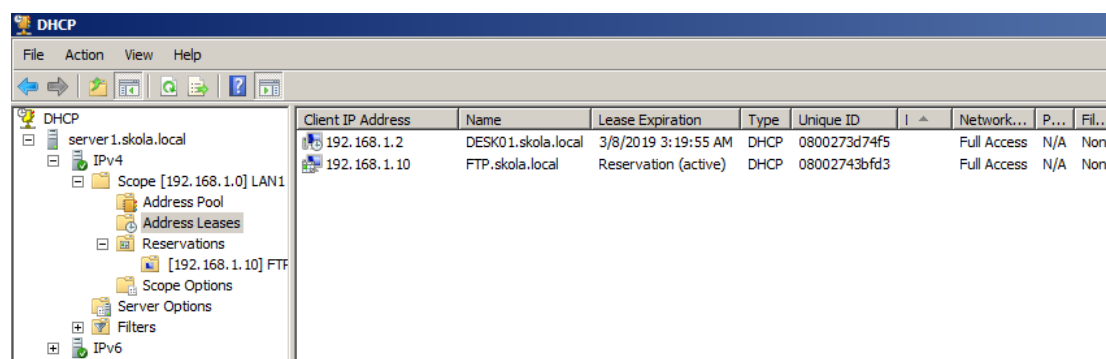 DHCP
File Action View Help
DHCP
server1.skola.local
IPv4
Scope [192.168.1.0] LAN1
Address Pool
Address Leases
Reservations
[192.168.1.10] FTF
Scope Options
Server Options
Filters
IPv6
Client IP Address Name Lease Expiration Type Unique ID Network... P... Fil...
192.168.1.2 DESK01.skola.local 3/8/2019 3:19:55 AM DHCP 0800273d74f5 Full Access N/A Non
192.168.1.10 FTP.skola.local Reservation (active) DHCP 08002743bfd3 Full Access N/A Non